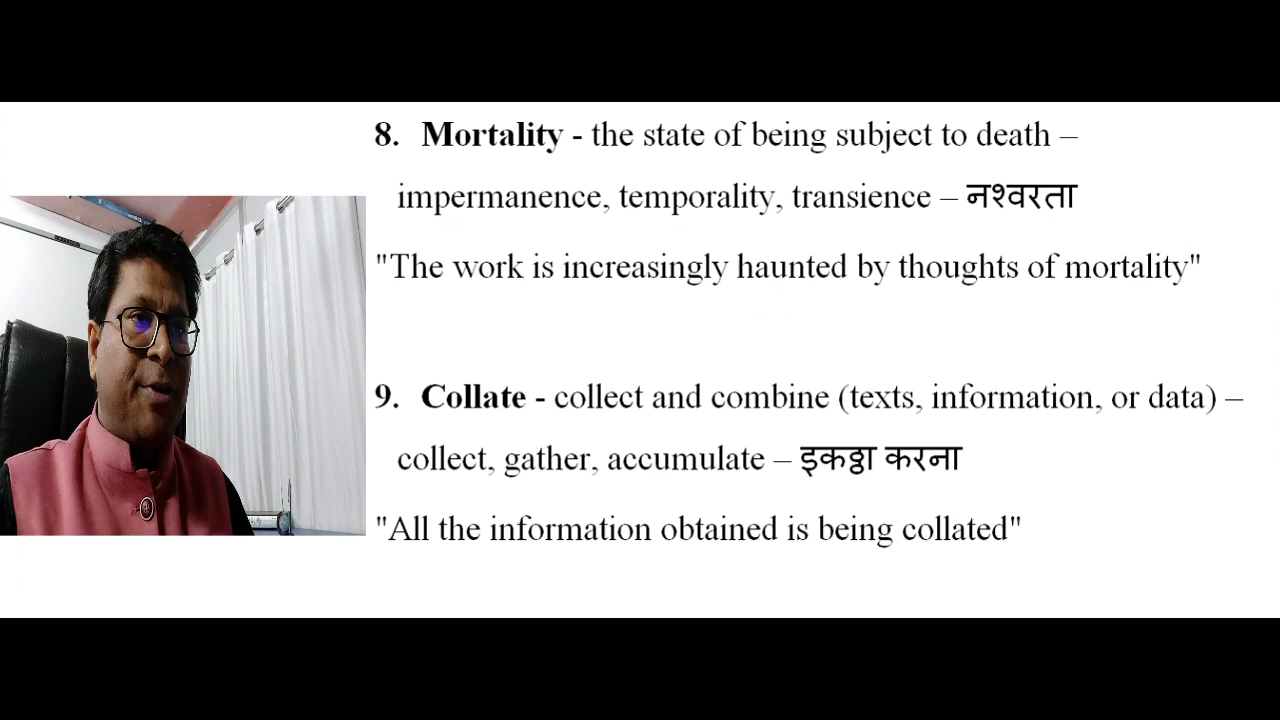 8. Mortality - the state of being subject to death –
impermanence, temporality, transience – नश्वरता
"The work is increasingly haunted by thoughts of mortality"
9. Collate - collect and combine (texts, information, or data) –
collect, gather, accumulate – इकठ्ठा करना
"All the information obtained is being collated"